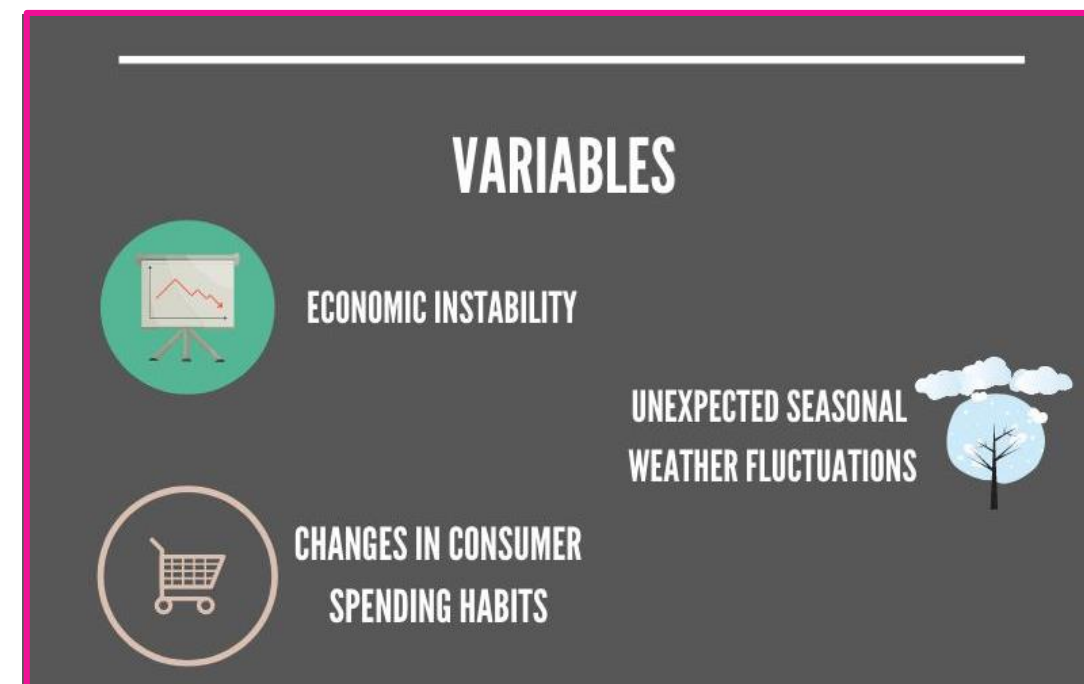 VARIABLES
ECONOMIC INSTABILITY
UNEXPECTED SEASONAL
WEATHER FLUCTUATIONS
CHANGES IN CONSUMER
SPENDING HABITS